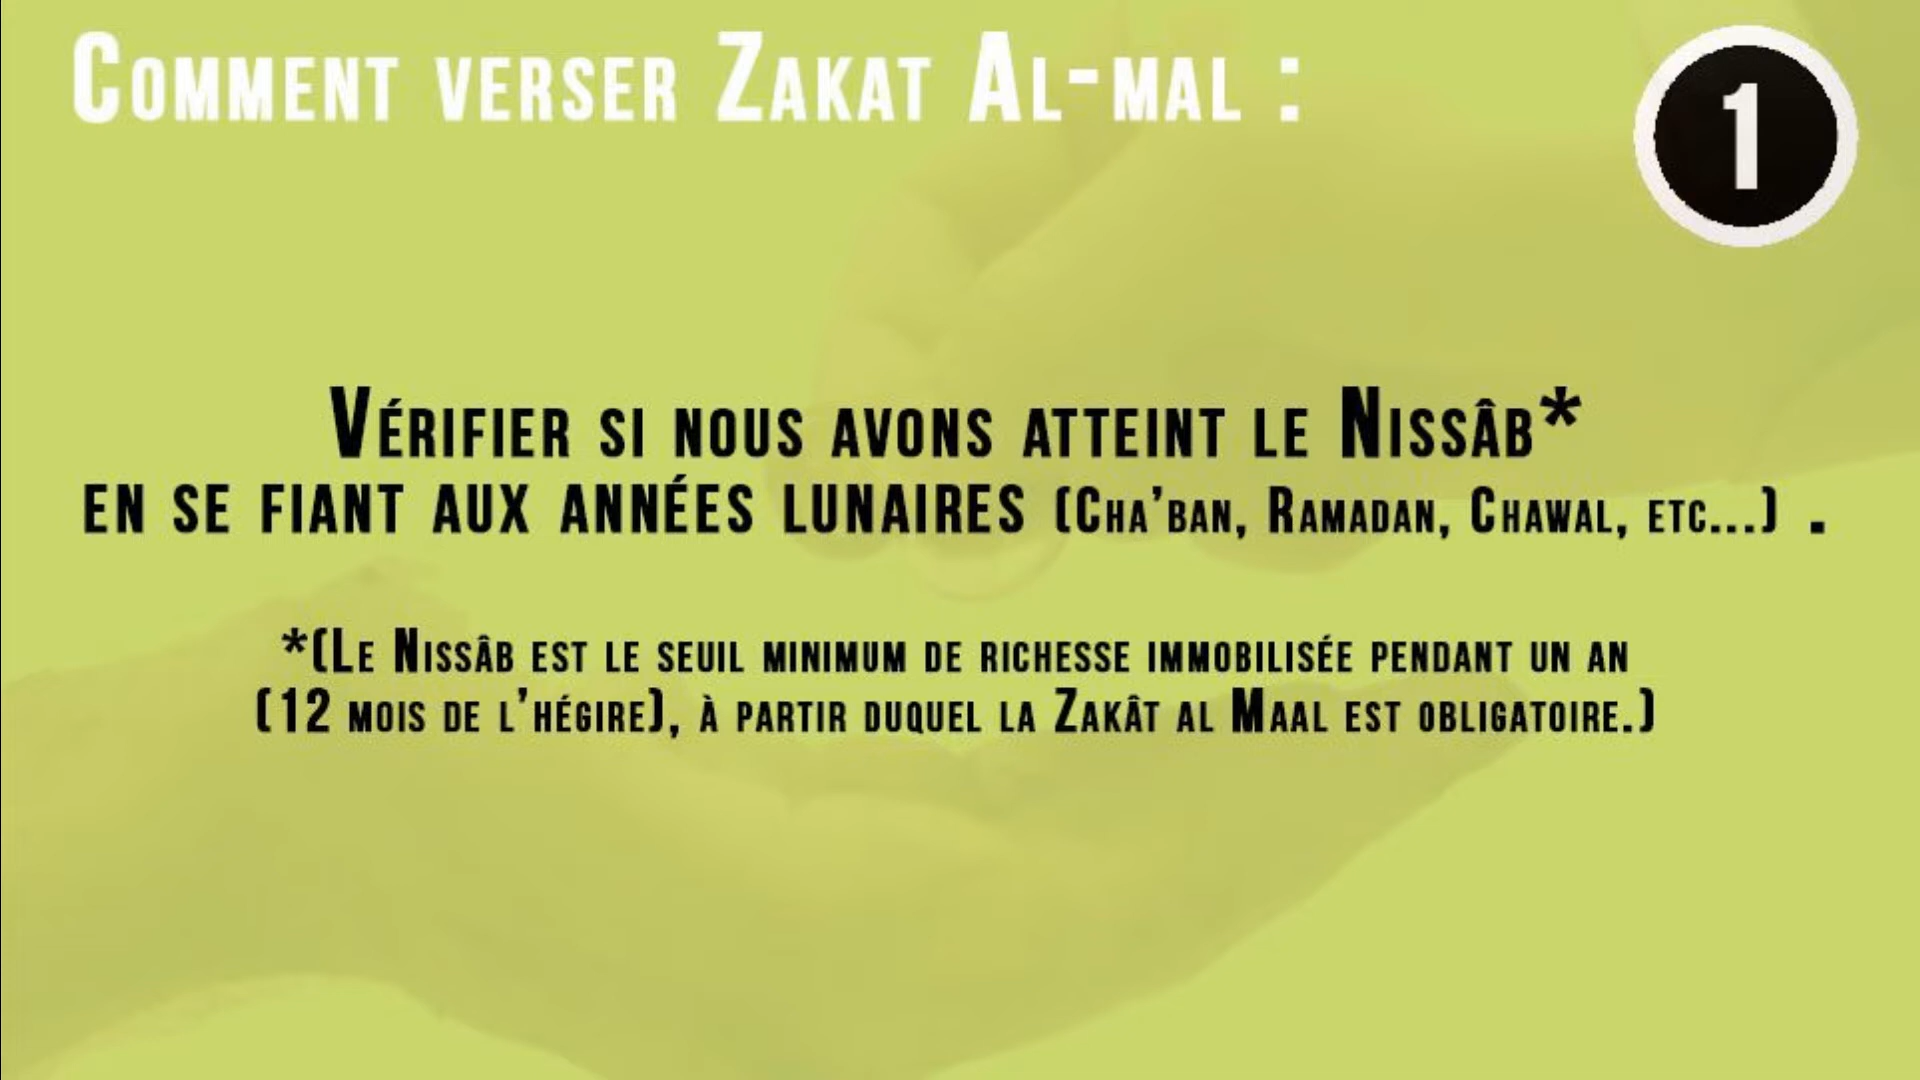 Comment verser Zakat Al-mal :
1
Vérifier si nous avons atteint le Nissâb*
en se fiant aux années lunaires (Cha'ban, Ramadan, Chawal, etc...) .
*(Le Nissâb est le seuil minimum de richesse immobilisée pendant un an
(12 mois de l'hégire), à partir duquel la Zakât al Maal est obligatoire.)